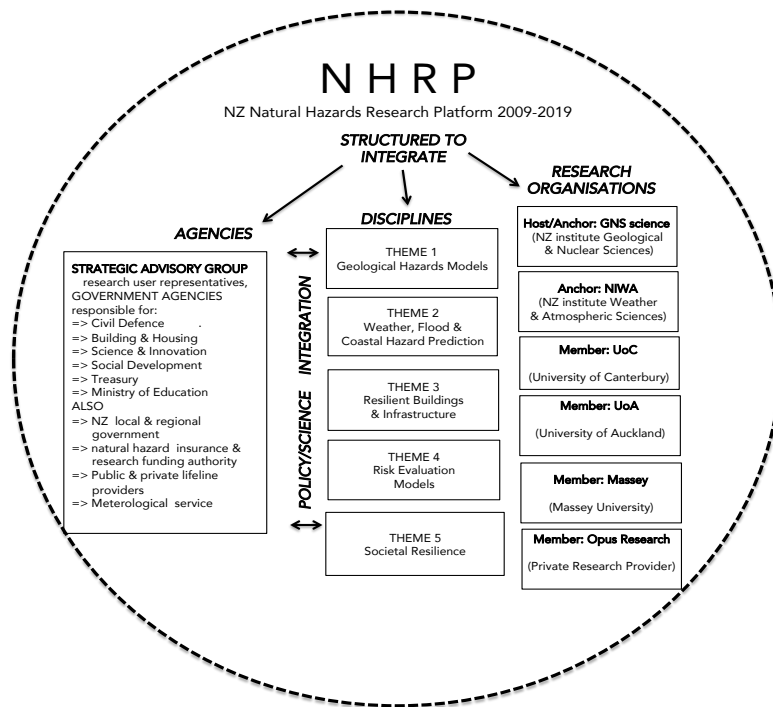 N H R P
NZ Natural Hazards Research Platform 2009-2019
STRUCTURED TO
INTEGRATE
AGENCIES
STRATEGIC ADVISORY GROUP
research user representatives,
GOVERNMENT AGENCIES
responsible for:
=> Civil Defence .
=> Building & Housing
=> Science & Innovation
=> Social Development
=> Treasury
=> Ministry of Education
ALSO
=> NZ local & regional
government
=> natural hazard insurance &
research funding authority
=> Public & private lifeline
providers
=> Meterological service
POLICY/SCIENCE INTEGRATION
DISCIPLINES
THEME 1
Geological Hazards Models
THEME 2
Weather, Flood &
Coastal Hazard Prediction
THEME 3
Resilient Buildings
& Infrastructure
THEME 4
Risk Evaluation
Models
THEME 5
Societal Resilience
RESEARCH
ORGANISATIONS
Host/Anchor: GNS science
(NZ institute Geological
& Nuclear Sciences)
Anchor: NIWA
(NZ institute Weather
& Atmospheric Sciences)
Member: UoC
(University of Canterbury)
Member: UoA
(University of Auckland)
Member: Massey
(Massey University)
Member: Opus Research
(Private Research Provider)